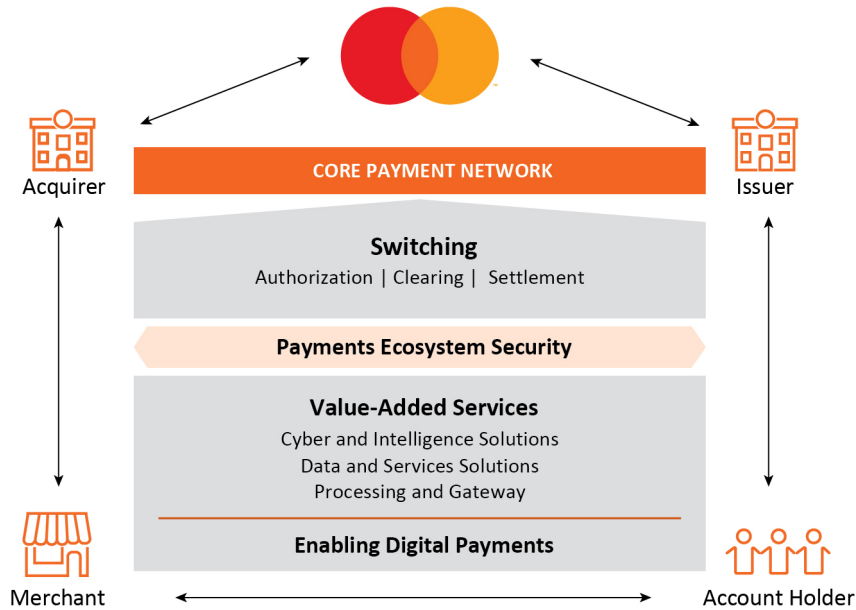 Acquirer
Issuer
CORE PAYMENT NETWORK
Switching
Authorization | Clearing | Settlement
Payments Ecosystem Security
Value-Added Services
Cyber and Intelligence Solutions
Data and Services Solutions
Processing and Gateway
Enabling Digital Payments
Merchant
Account Holder